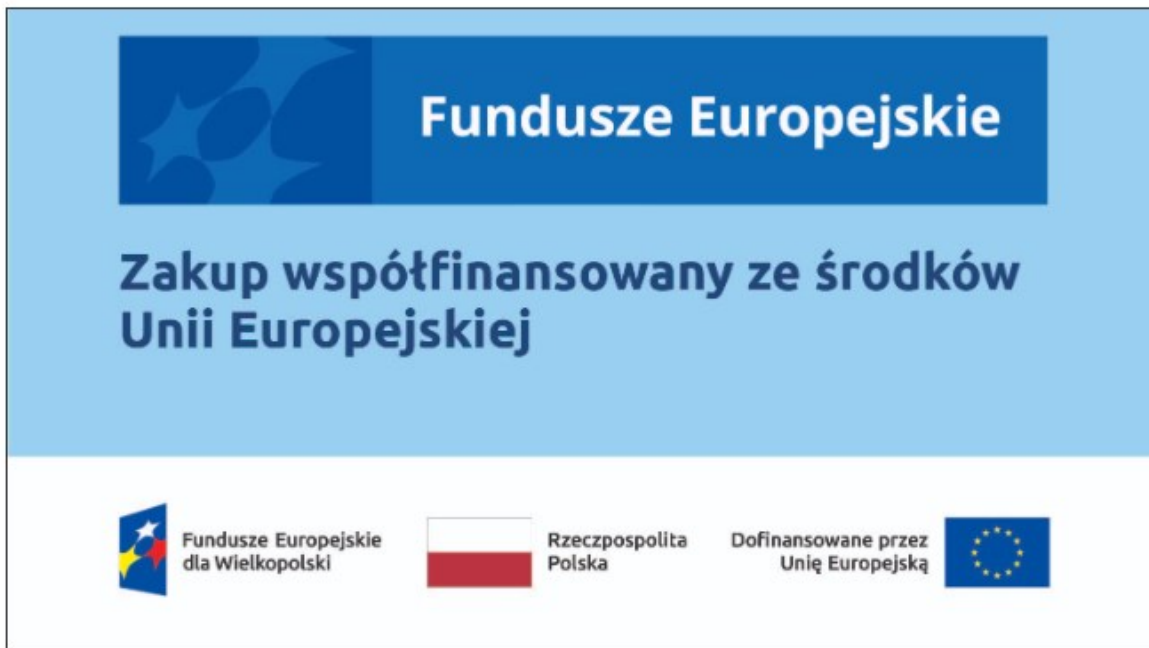 Fundusze Europejskie
Zakup współfinansowany ze środków
Unii Europejskiej
Fundusze Europejskie
dla Wielkopolski
Rzeczpospolita
Polska
Dofinansowane przez
Unię Europejską